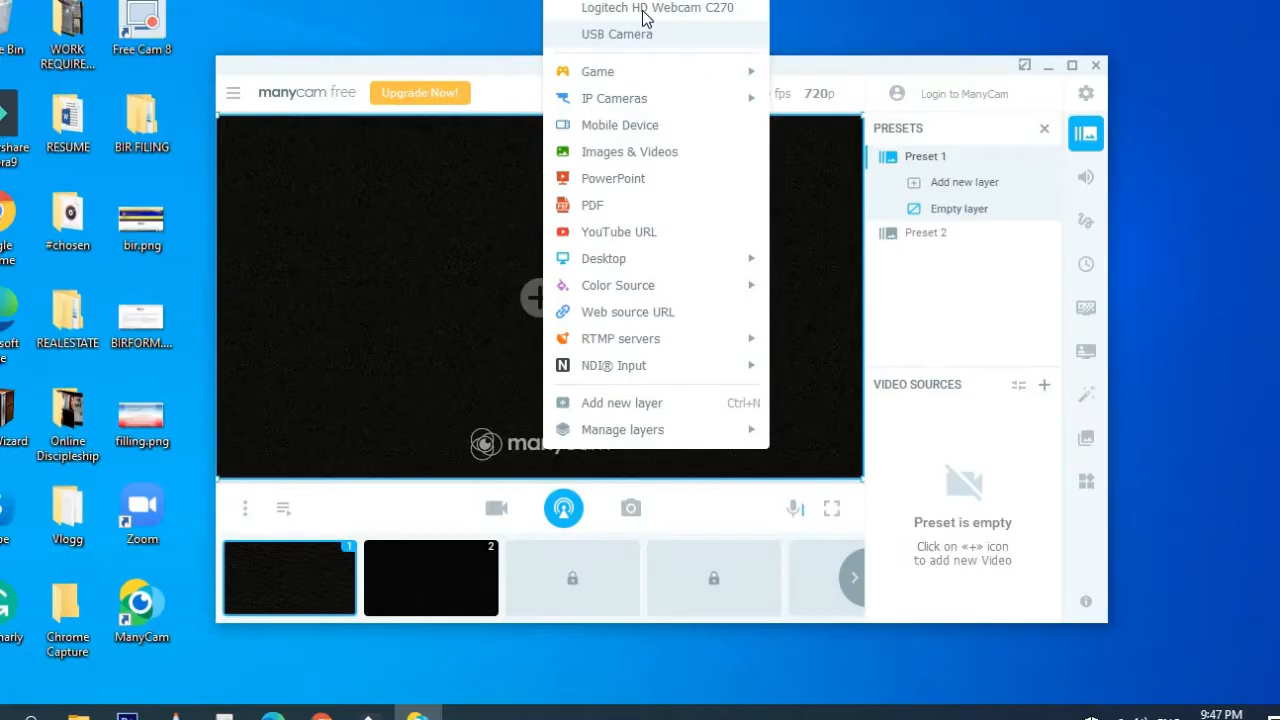 Logitech HD Webcam C270
USB Camera
Game
IP Cameras
Mobile Device
Images & Videos
PowerPoint
PDF
YouTube URL
Desktop
Color Source
Web source URL
RTMP servers
NDI® Input
Add new layer Ctrl+N
Manage layers
manycam free
Upgrade Now!
fps 720p
Login to ManyCam
PRESETS
Preset 1
Add new layer
Empty layer
Preset 2
VIDEO SOURCES
Preset is empty
Click on «+» icon
to add new Video
1
2
e Bin
WORK
REQUIRE...
Free Cam 8
RESUME
BIR FILING
#chosen
bir.png
REALESTATE
BIRFORM....
Online
Discipleship
filling.png
Vlogg
Zoom
Chrome
Capture
ManyCam
9:47 PM